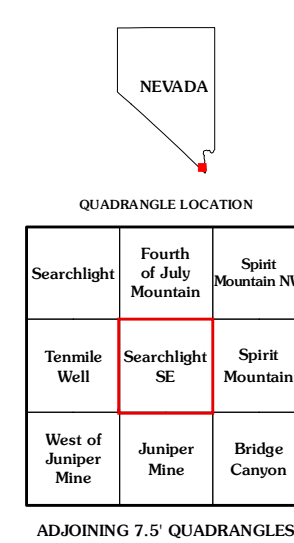 NEVADA
QUADRANGLE LOCATION
Searchlight
Fourth
of July
Mountain
Spirit
Mountain NW
Tenmile
Well
Searchlight
SE
Spirit
Mountain
West of
Juniper
Mine
Juniper
Mine
Bridge
Canyon
ADJOINING 7.5' QUADRANGLES